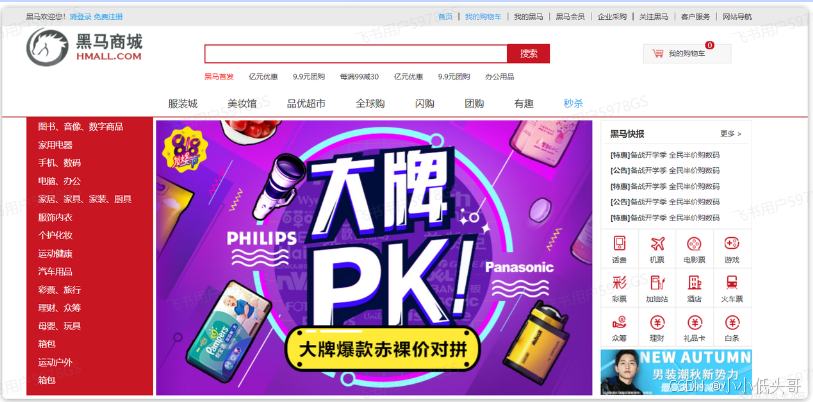 黑马欢迎您！请登录 免费注册
首页 | 我的购物车 | 我的黑马 | 黑马会员 | 企业采购 | 关注黑马 | 客户服务 | 网站导航
黑马商城
HMALL.COM
搜索
我的购物车 0
黑马首发 亿元优惠 9.9元团购 每满99减30 亿元优惠 9.9元团购 办公用品
服装城 美妆馆 品优超市 全球购 闪购 团购 有趣 秒杀
图书、音像、数字商品
家用电器
手机、数码
电脑、办公
家居、家具、家装、厨具
服饰内衣
个护化妆
运动健康
汽车用品
彩票、旅行
理财、众筹
母婴、玩具
箱包
运动户外
箱包
大牌
PK!
PHILIPS
Panasonic
Pampers
大牌爆款赤裸价对拼
黑马快报 更多 >
[特惠]备战开学季 全民半价购数码
[公告]备战开学季 全民半价购数码
[特惠]备战开学季 全民半价购数码
[公告]备战开学季 全民半价购数码
[特惠]备战开学季 全民半价购数码
话费 机票 电影票 游戏
彩票 加油站 酒店 火车票
众筹 理财 礼品卡 白条
NEW AUTUMN
男装潮秋新势力
CSDN @小小低头哥
飞书用户5978GS